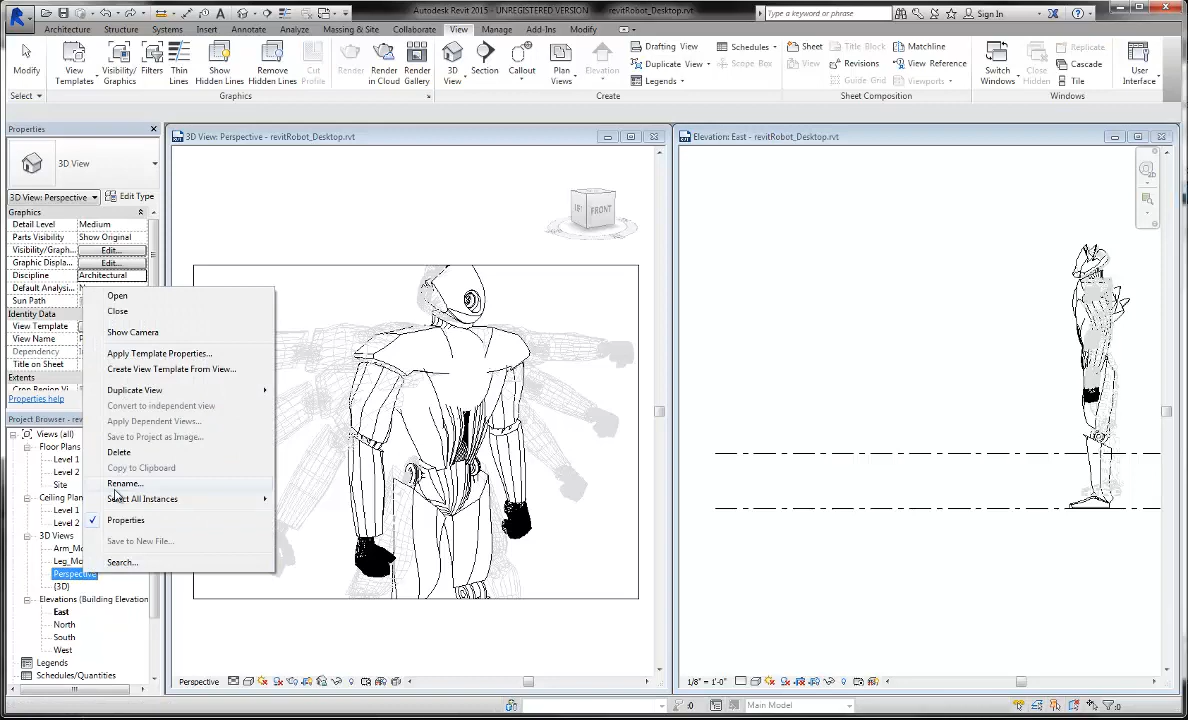 Autodesk Revit 2015 - UNREGISTERED VERSION - revitRobot_Desktop.rvt
Type a keyword or phrase
Sign In
Architecture Structure Systems Insert Annotate Analyze Massing & Site Collaborate View Manage Add-Ins Modify
Modify
View Templates
Visibility/ Graphics
Filters
Thin Lines
Show Hidden Lines
Remove Hidden Lines
Cut Profile
Render
Render in Cloud
Render Gallery
3D View
Section
Callout
Plan Views
Elevation
Drafting View
Duplicate View
Legends
Schedules
Scope Box
Sheet
View
Title Block
Revisions
Guide Grid
Matchline
View Reference
Viewports
Switch Windows
Close Hidden
Replicate
Cascade
Tile
User Interface
Select
Graphics
Create
Sheet Composition
Windows
Properties
3D View
3D View: Perspective
Edit Type
Graphics
Detail Level Medium
Parts Visibility Show Original
Visibility/Graph... Edit...
Graphic Displa... Edit...
Discipline Architectural
Default Analysi...
Sun Path
Identity Data
View Template
View Name
Dependency
Title on Sheet
Extents
Properties help
Project Browser - rev
Views (all)
Floor Plans
Level 1
Level 2
Site
Ceiling Plan
Level 1
Level 2
3D Views
Arm_Mo
Leg_Mo
Perspective
{3D}
Elevations (Building Elevation
East
North
South
West
Legends
Schedules/Quantities
Open
Close
Show Camera
Apply Template Properties...
Create View Template From View...
Duplicate View
Convert to independent view
Apply Dependent Views...
Save to Project as Image...
Delete
Copy to Clipboard
Rename...
Select All Instances
Properties
Save to New File...
Search...
3D View: Perspective - revitRobot_Desktop.rvt
FRONT
Perspective
Elevation: East - revitRobot_Desktop.rvt
2D
1/8" = 1'-0"
:0
Main Model
:0